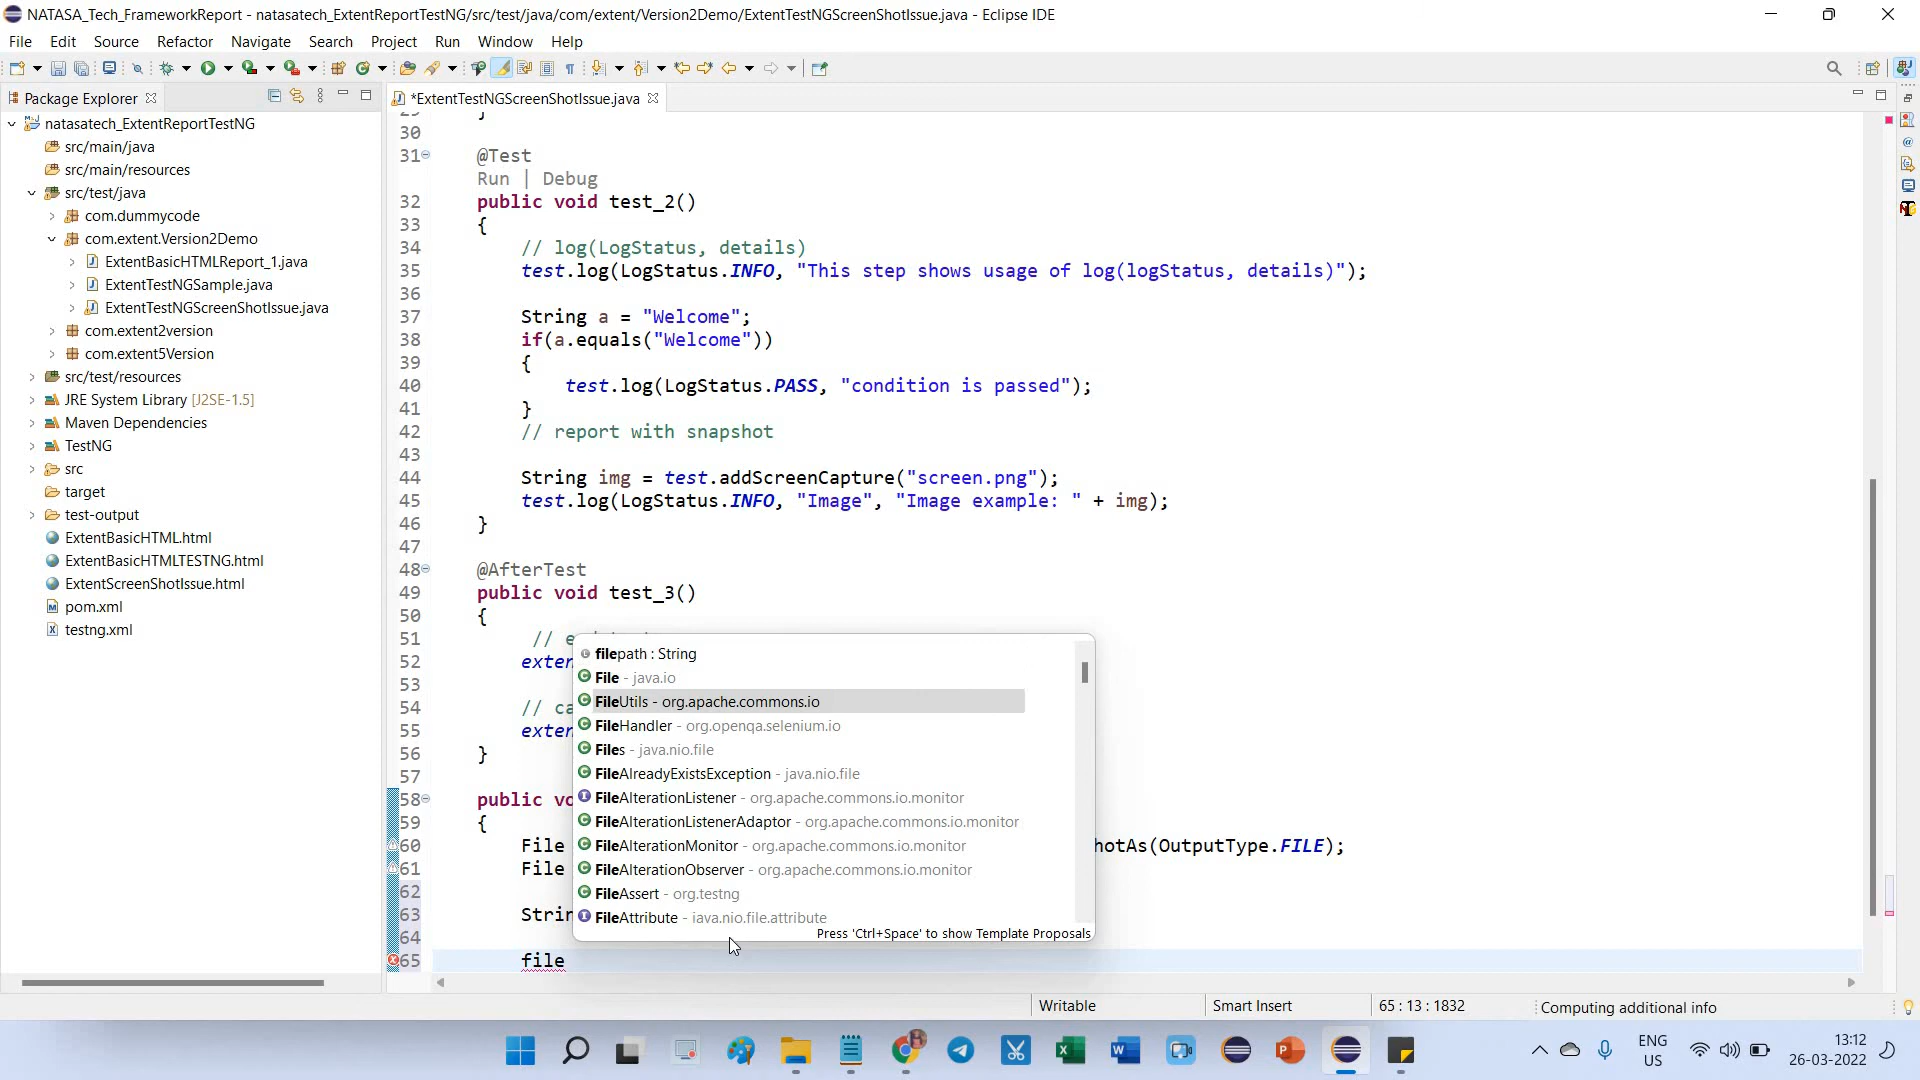 NATASA_Tech_FrameworkReport - natasatech_ExtentReportTestNG/src/test/java/com/extent/Version2Demo/ExtentTestNGScreenShotIssue.java - Eclipse IDE
File Edit Source Refactor Navigate Search Project Run Window Help
Package Explorer
*ExtentTestNGScreenShotIssue.java
natasatech_ExtentReportTestNG
src/main/java
src/main/resources
src/test/java
com.dummycode
com.extent.Version2Demo
ExtentBasicHTMLReport_1.java
ExtentTestNGSample.java
ExtentTestNGScreenShotIssue.java
com.extent2version
com.extent5Version
src/test/resources
JRE System Library [J2SE-1.5]
Maven Dependencies
TestNG
src
target
test-output
ExtentBasicHTML.html
ExtentBasicHTMLTESTNG.html
ExtentScreenShotIssue.html
pom.xml
testng.xml
30
31 @Test
Run | Debug
32 public void test_2()
33 {
34 // log(LogStatus, details)
35 test.log(LogStatus.INFO, "This step shows usage of log(logStatus, details)");
36
37 String a = "Welcome";
38 if(a.equals("Welcome"))
39 {
40 test.log(LogStatus.PASS, "condition is passed");
41 }
42 // report with snapshot
43
44 String img = test.addScreenCapture("screen.png");
45 test.log(LogStatus.INFO, "Image", "Image example: " + img);
46 }
47
48 @AfterTest
49 public void test_3()
50 {
51 // e
52 exten
53
54 // ca
55 exten
56 }
57
58 public vo
59 {
60 File hotAs(OutputType.FILE);
61 File
62
63 Strin
64
65 file
filepath : String
File - java.io
FileUtils - org.apache.commons.io
FileHandler - org.openqa.selenium.io
Files - java.nio.file
FileAlreadyExistsException - java.nio.file
FileAlterationListener - org.apache.commons.io.monitor
FileAlterationListenerAdaptor - org.apache.commons.io.monitor
FileAlterationMonitor - org.apache.commons.io.monitor
FileAlterationObserver - org.apache.commons.io.monitor
FileAssert - org.testng
FileAttribute - java.nio.file.attribute
Press 'Ctrl+Space' to show Template Proposals
Writable Smart Insert 65 : 13 : 1832 Computing additional info
ENG
US
13:12
26-03-2022